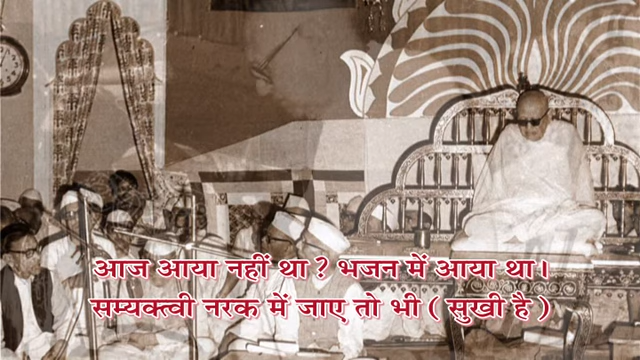 आज आया नहीं था ? भजन में आया था।
सम्यक्त्वी नरक में जाए तो भी ( सुखी है )